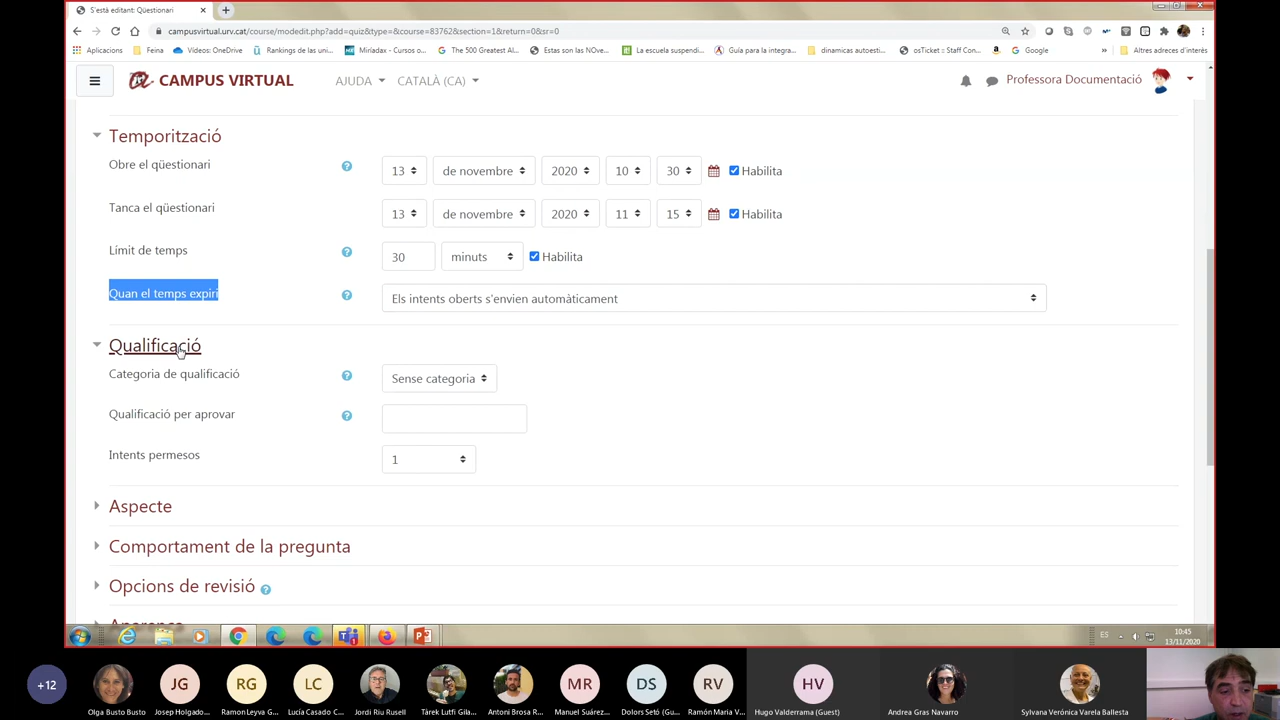 S'està editant: Qüestionari
campusvirtual.urv.cat/course/modedit.php?add=quiz&type=&course=83762&section=1&return=0&sr=0
Aplicacions
Feina
Vídeos: OneDrive
Rankings de las uni...
Miríadax - Cursos o...
The 500 Greatest Al...
Estas son las NOve...
La escuela suspendi...
Guía para la integra...
dinamicas autoesti...
osTicket :: Staff Con...
Google
»
Altres adreces d'interès
CAMPUS VIRTUAL
AJUDA
CATALÀ (CA)
Professora Documentació
Temporització
Obre el qüestionari
13
de novembre
2020
10
30
Habilita
Tanca el qüestionari
13
de novembre
2020
11
15
Habilita
Límit de temps
30
minuts
Habilita
Quan el temps expiri
Els intents oberts s'envien automàticament
Qualificació
Categoria de qualificació
Sense categoria
Qualificació per aprovar
Intents permesos
1
Aspecte
Comportament de la pregunta
Opcions de revisió
Aparença
ES
10:45
13/11/2020
+12
JG
RG
LC
MR
DS
RV
HV
Olga Busto Busto
Josep Holgado...
Ramon Leyva G...
Lucía Casado C...
Jordi Riu Rusell
Tàrek Lutfi Gila...
Antoni Brosa R...
Manuel Suárez...
Dolors Setó (Gu...
Ramón Maria V...
Hugo Valderrama (Guest)
Andrea Gras Navarro
Sylvana Verónica Varela Ballesta